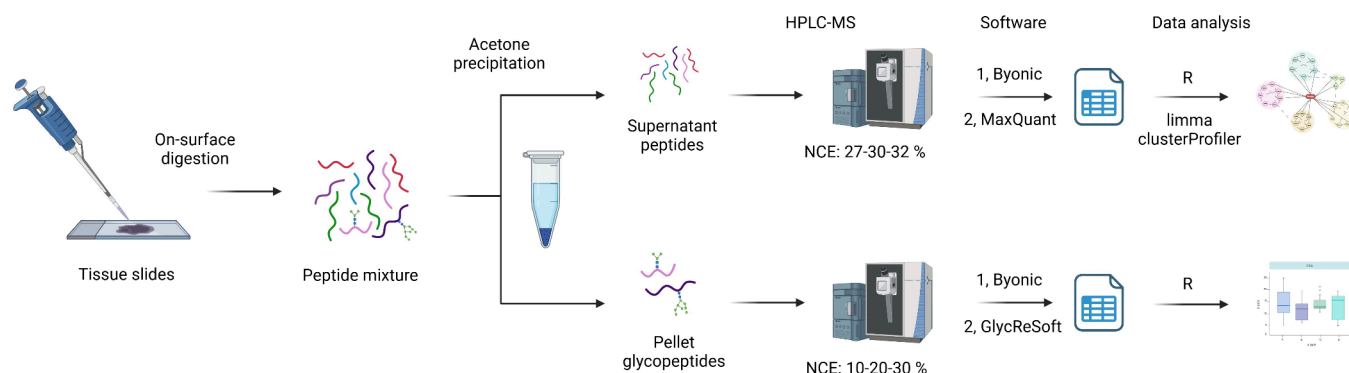 HPLC-MS
Software
Data analysis
Acetone
precipitation
On-surface
digestion
Tissue slides
Peptide mixture
Supernatant
peptides
NCE: 27-30-32 %
1, Byonic
2, MaxQuant
R
limma
clusterProfiler
Pellet
glycopeptides
NCE: 10-20-30 %
1, Byonic
2, GlycReSoft
R